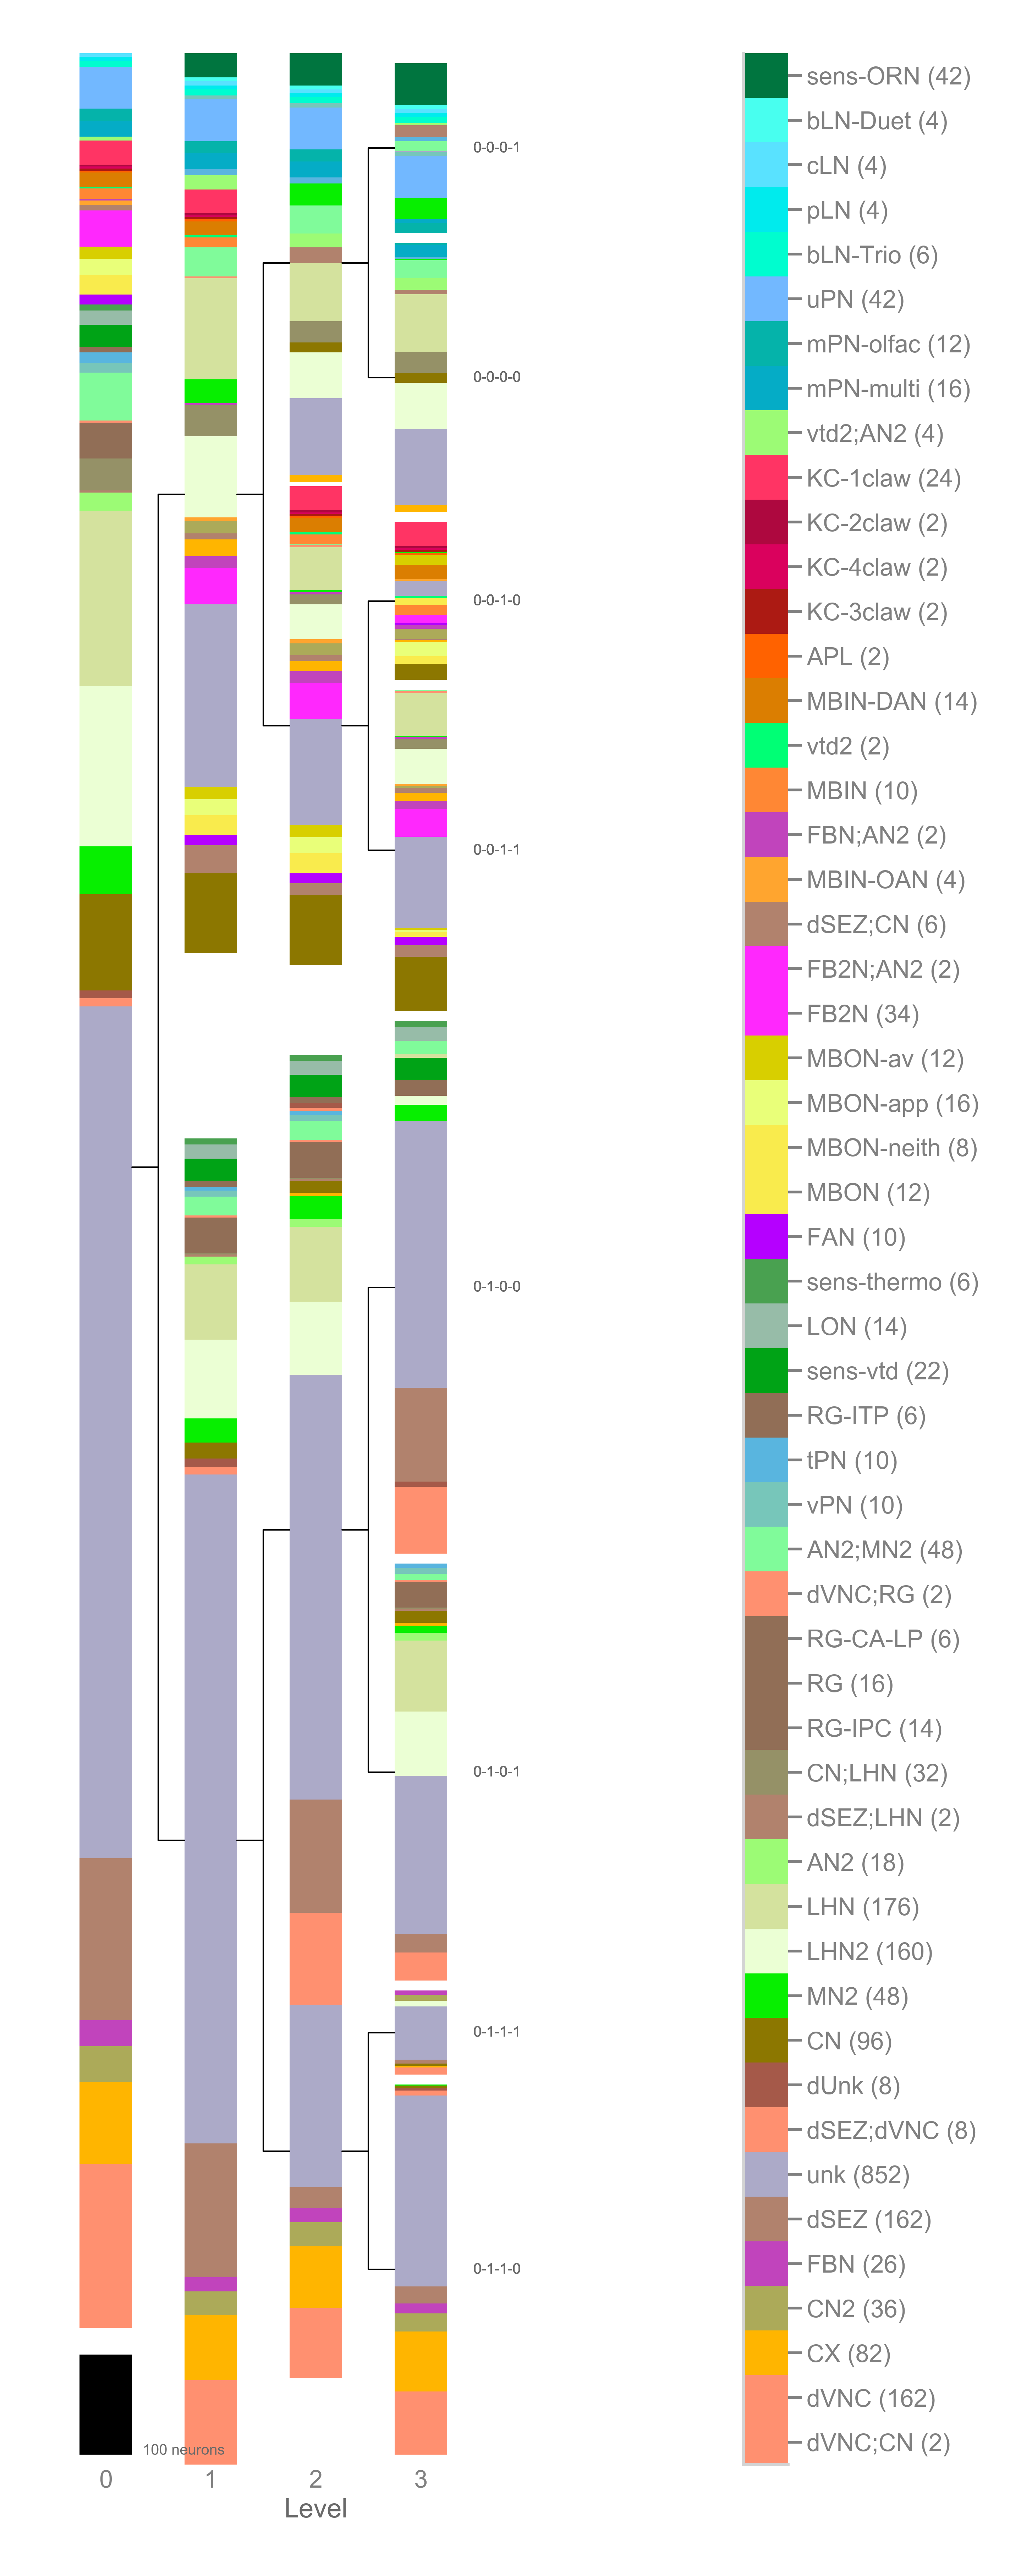 sens-ORN (42)
bLN-Duet (4)
cLN (4)
pLN (4)
bLN-Trio (6)
uPN (42)
mPN-olfac (12)
mPN-multi (16)
vtd2;AN2 (4)
KC-1claw (24)
KC-2claw (2)
KC-4claw (2)
KC-3claw (2)
APL (2)
MBIN-DAN (14)
vtd2 (2)
MBIN (10)
FBN;AN2 (2)
MBIN-OAN (4)
dSEZ;CN (6)
FB2N;AN2 (2)
FB2N (34)
MBON-av (12)
MBON-app (16)
MBON-neith (8)
MBON (12)
FAN (10)
sens-thermo (6)
LON (14)
sens-vtd (22)
RG-ITP (6)
tPN (10)
vPN (10)
AN2;MN2 (48)
dVNC;RG (2)
RG-CA-LP (6)
RG (16)
RG-IPC (14)
CN;LHN (32)
dSEZ;LHN (2)
AN2 (18)
LHN (176)
LHN2 (160)
MN2 (48)
CN (96)
dUnk (8)
dSEZ;dVNC (8)
unk (852)
dSEZ (162)
FBN (26)
CN2 (36)
CX (82)
dVNC (162)
dVNC;CN (2)
0-0-0-1
0-0-0-0
0-0-1-0
0-0-1-1
0-1-0-0
0-1-0-1
0-1-1-1
0-1-1-0
100 neurons
0 1 2 3
Level